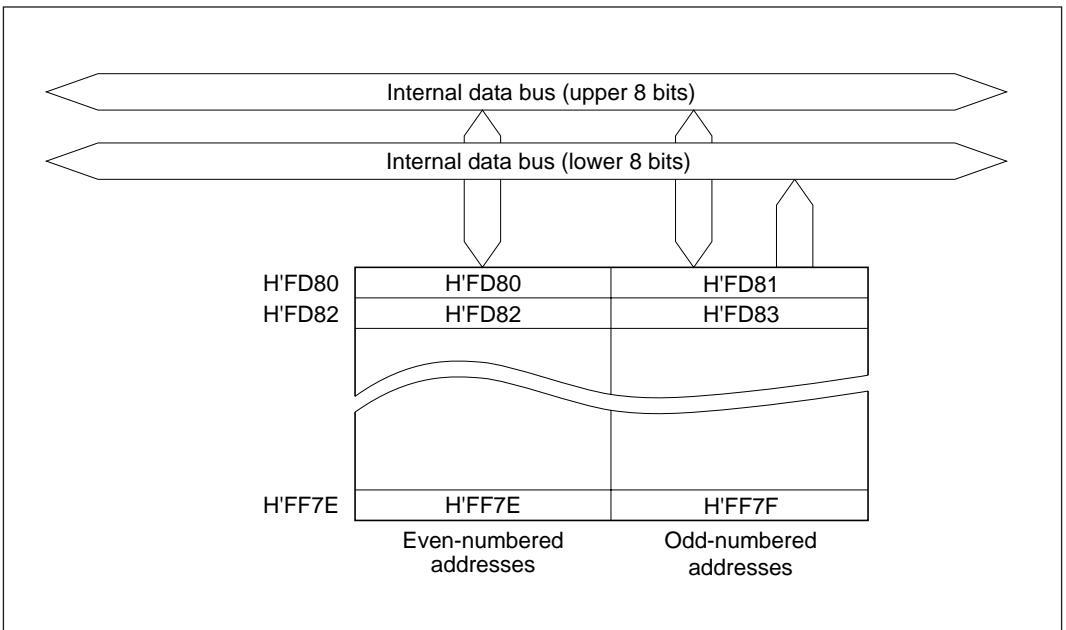 Internal data bus (upper 8 bits)
Internal data bus (lower 8 bits)
H'FD80 H'FD80 H'FD81
H'FD82 H'FD82 H'FD83
H'FF7E H'FF7E H'FF7F
Even-numbered addresses
Odd-numbered addresses